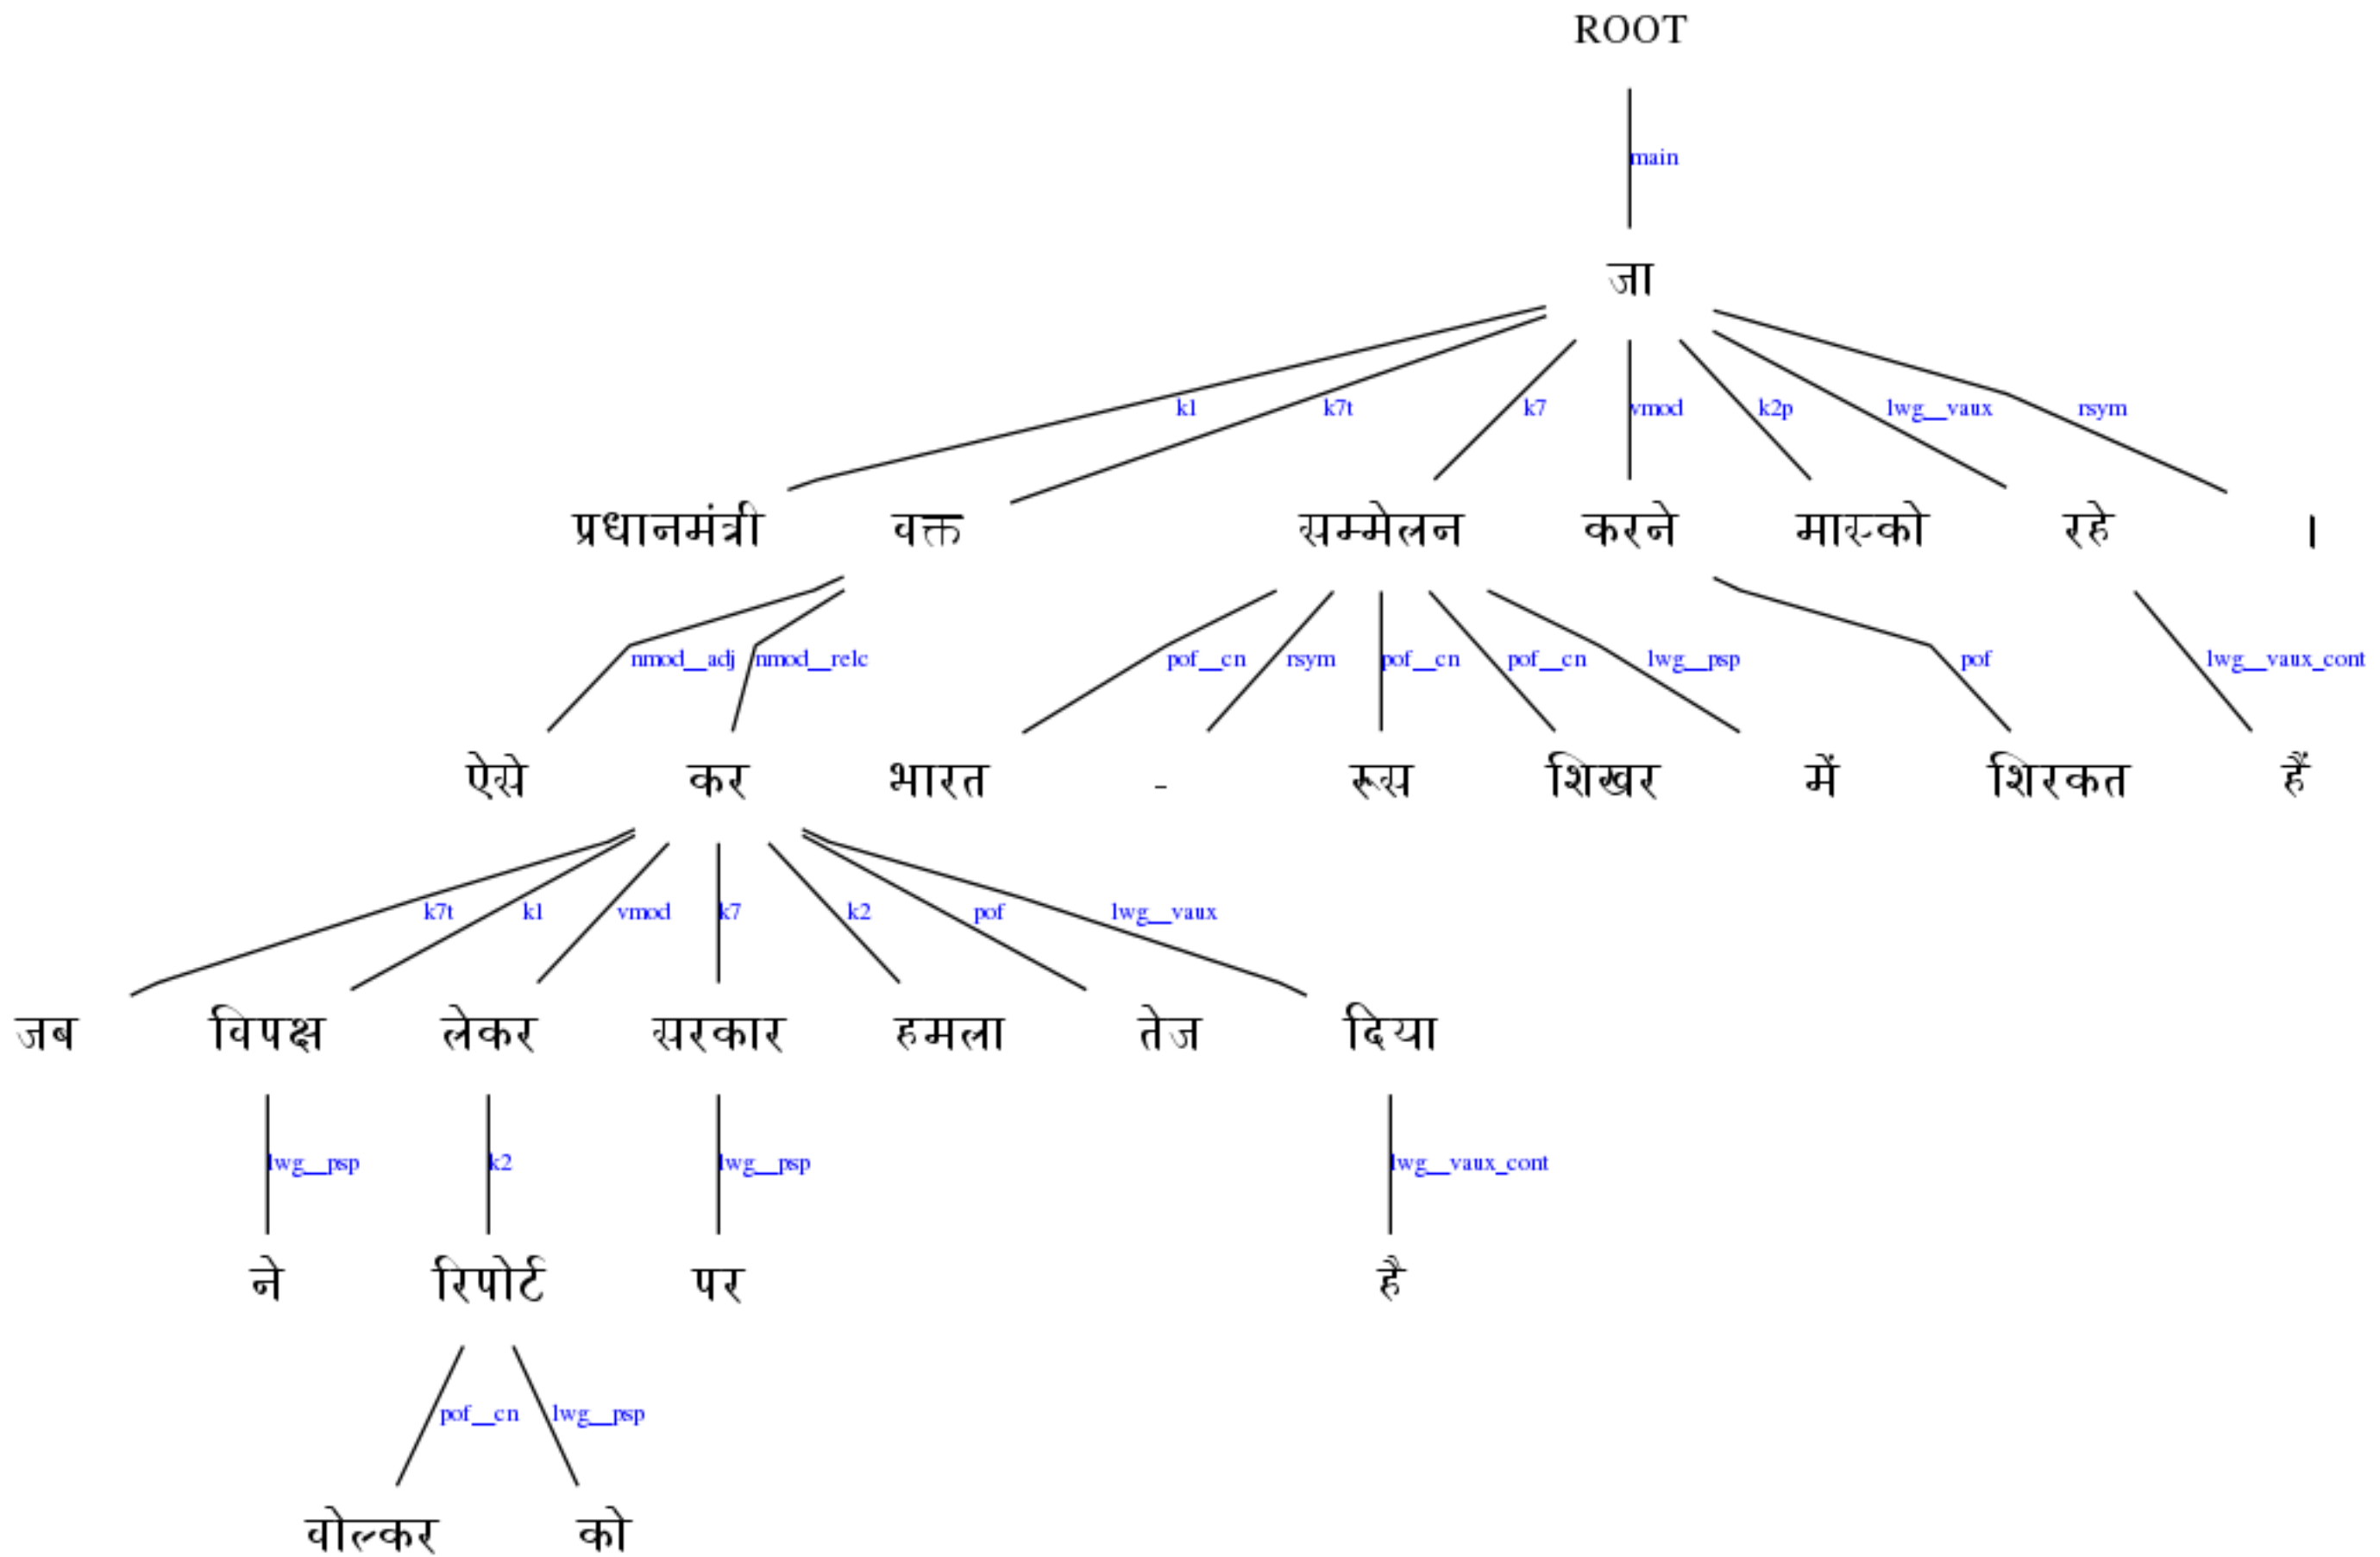 ROOT
main
जा
k1 k7t k7 vmod k2p lwg__vaux rsym
प्रधानमंत्री वक्त सम्मेलन करने मास्को रहे ।
nmod__adj nmod__relc pof__cn rsym pof__cn pof__cn lwg__psp pof lwg__vaux_cont
ऐसे कर भारत - रूस शिखर में शिरकत हैं
k7t k1 vmod k7 k2 pof lwg__vaux
जब विपक्ष लेकर सरकार हमला तेज दिया
lwg__psp k2 lwg__psp lwg__vaux_cont
ने रिपोर्ट पर है
pof__cn lwg__psp
वोल्कर को